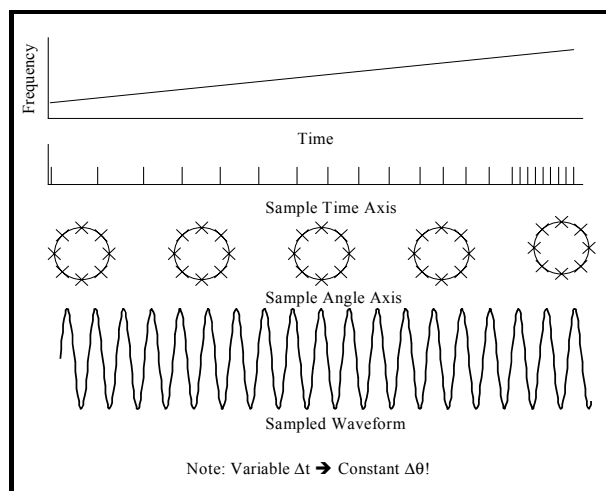 Frequency
Time
Sample Time Axis
Sample Angle Axis
Sampled Waveform
Note: Variable Δt ➔ Constant Δθ!